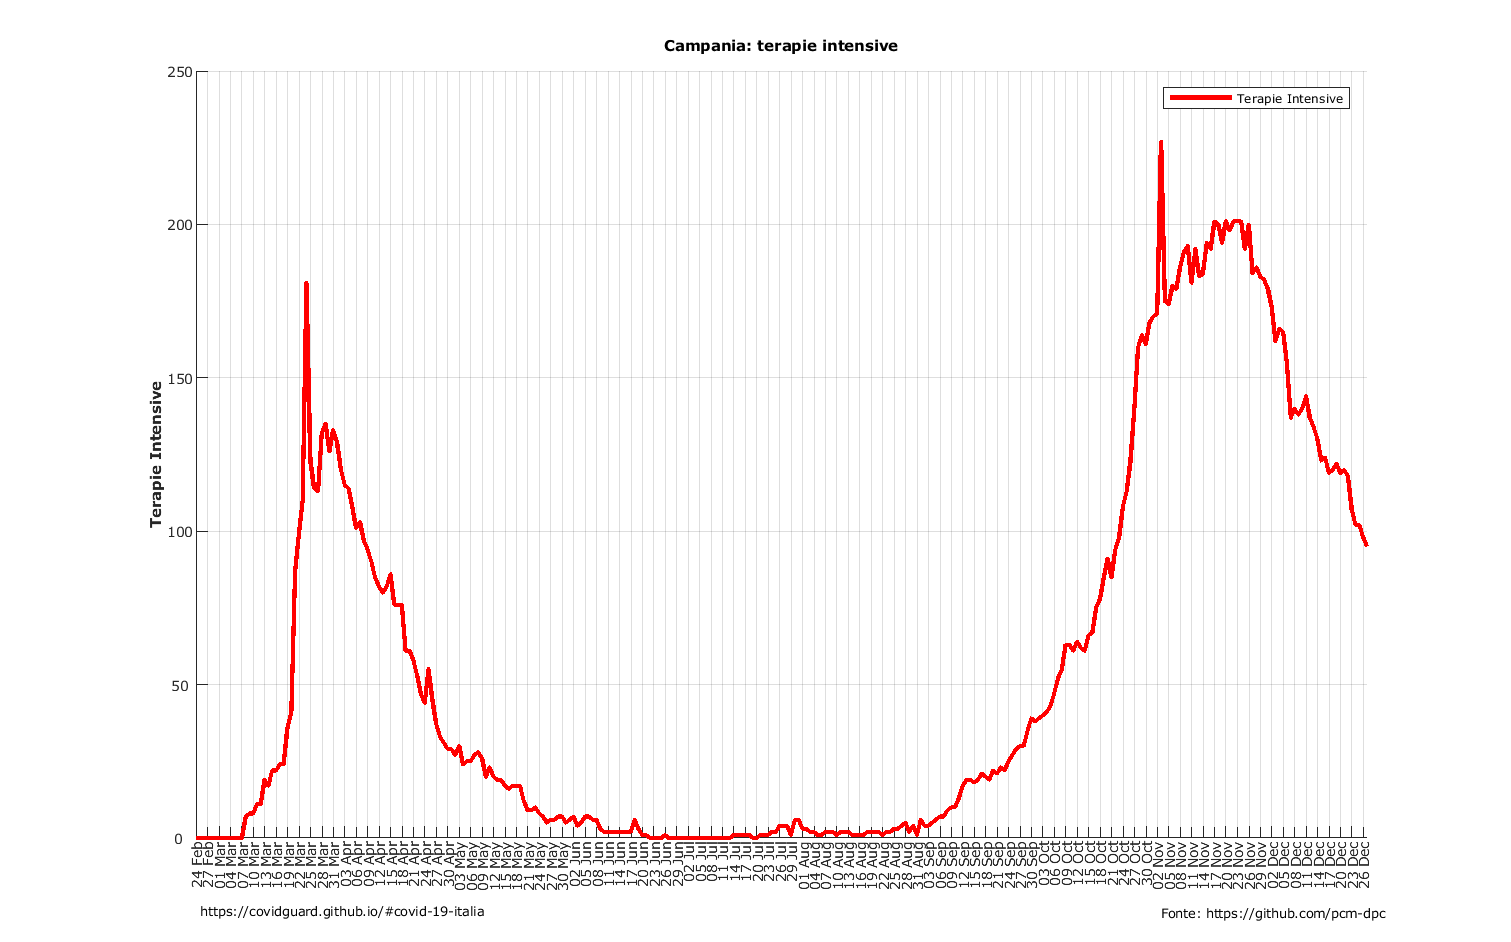 Campania: terapie intensive
Terapie Intensive
Terapie Intensive
250
200
150
100
50
0
24 Feb
27 Feb
01 Mar
04 Mar
07 Mar
10 Mar
13 Mar
16 Mar
19 Mar
22 Mar
25 Mar
28 Mar
31 Mar
03 Apr
06 Apr
09 Apr
12 Apr
15 Apr
18 Apr
21 Apr
24 Apr
27 Apr
30 Apr
03 May
06 May
09 May
12 May
15 May
18 May
21 May
24 May
27 May
30 May
02 Jun
05 Jun
08 Jun
11 Jun
14 Jun
17 Jun
20 Jun
23 Jun
26 Jun
29 Jun
02 Jul
05 Jul
08 Jul
11 Jul
14 Jul
17 Jul
20 Jul
23 Jul
26 Jul
29 Jul
01 Aug
04 Aug
07 Aug
10 Aug
13 Aug
16 Aug
19 Aug
22 Aug
25 Aug
28 Aug
31 Aug
03 Sep
06 Sep
09 Sep
12 Sep
15 Sep
18 Sep
21 Sep
24 Sep
27 Sep
30 Sep
03 Oct
06 Oct
09 Oct
12 Oct
15 Oct
18 Oct
21 Oct
24 Oct
27 Oct
30 Oct
02 Nov
05 Nov
08 Nov
11 Nov
14 Nov
17 Nov
20 Nov
23 Nov
26 Nov
29 Nov
02 Dec
05 Dec
08 Dec
11 Dec
14 Dec
17 Dec
20 Dec
23 Dec
26 Dec
https://covidguard.github.io/#covid-19-italia
Fonte: https://github.com/pcm-dpc